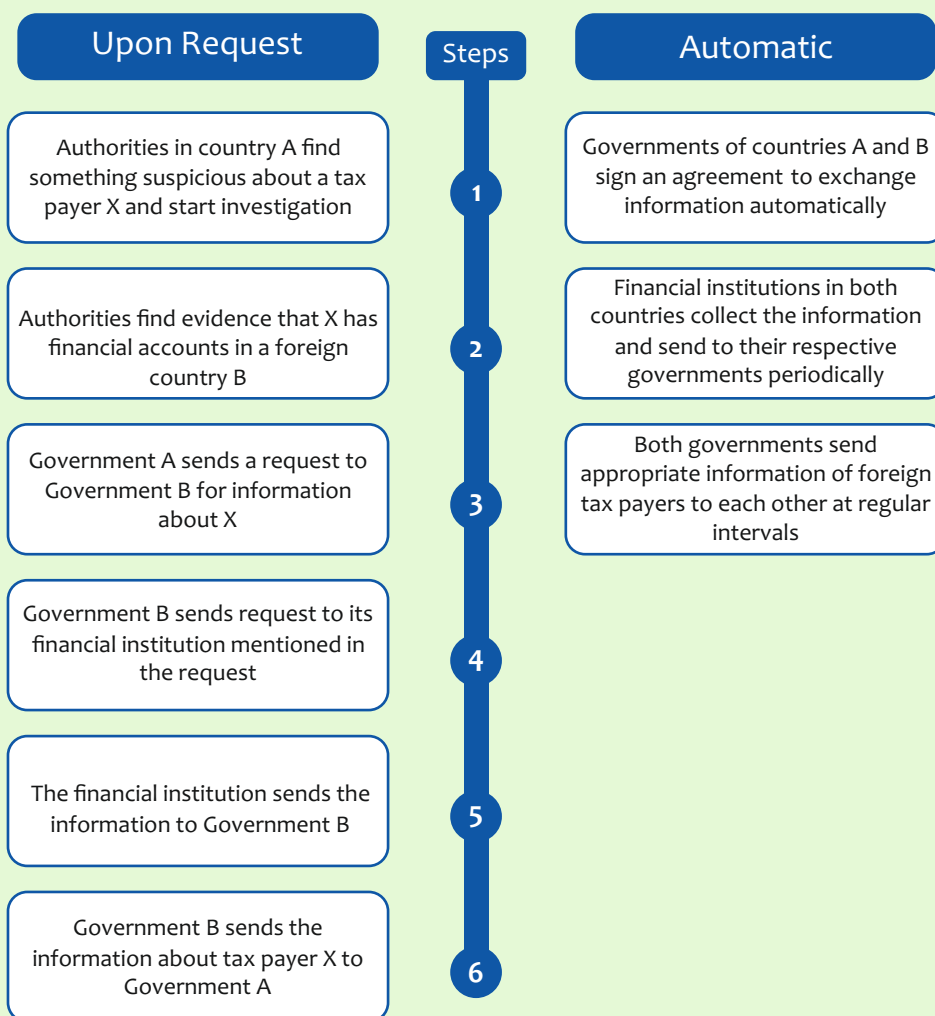 Upon Request
Steps
Automatic
Authorities in country A find
something suspicious about a tax
payer X and start investigation
1
Governments of countries A and B
sign an agreement to exchange
information automatically
Authorities find evidence that X has
financial accounts in a foreign
country B
2
Financial institutions in both
countries collect the information
and send to their respective
governments periodically
Government A sends a request to
Government B for information
about X
3
Both governments send
appropriate information of foreign
tax payers to each other at regular
intervals
Government B sends request to its
financial institution mentioned in
the request
4
The financial institution sends the
information to Government B
5
Government B sends the
information about tax payer X to
Government A
6